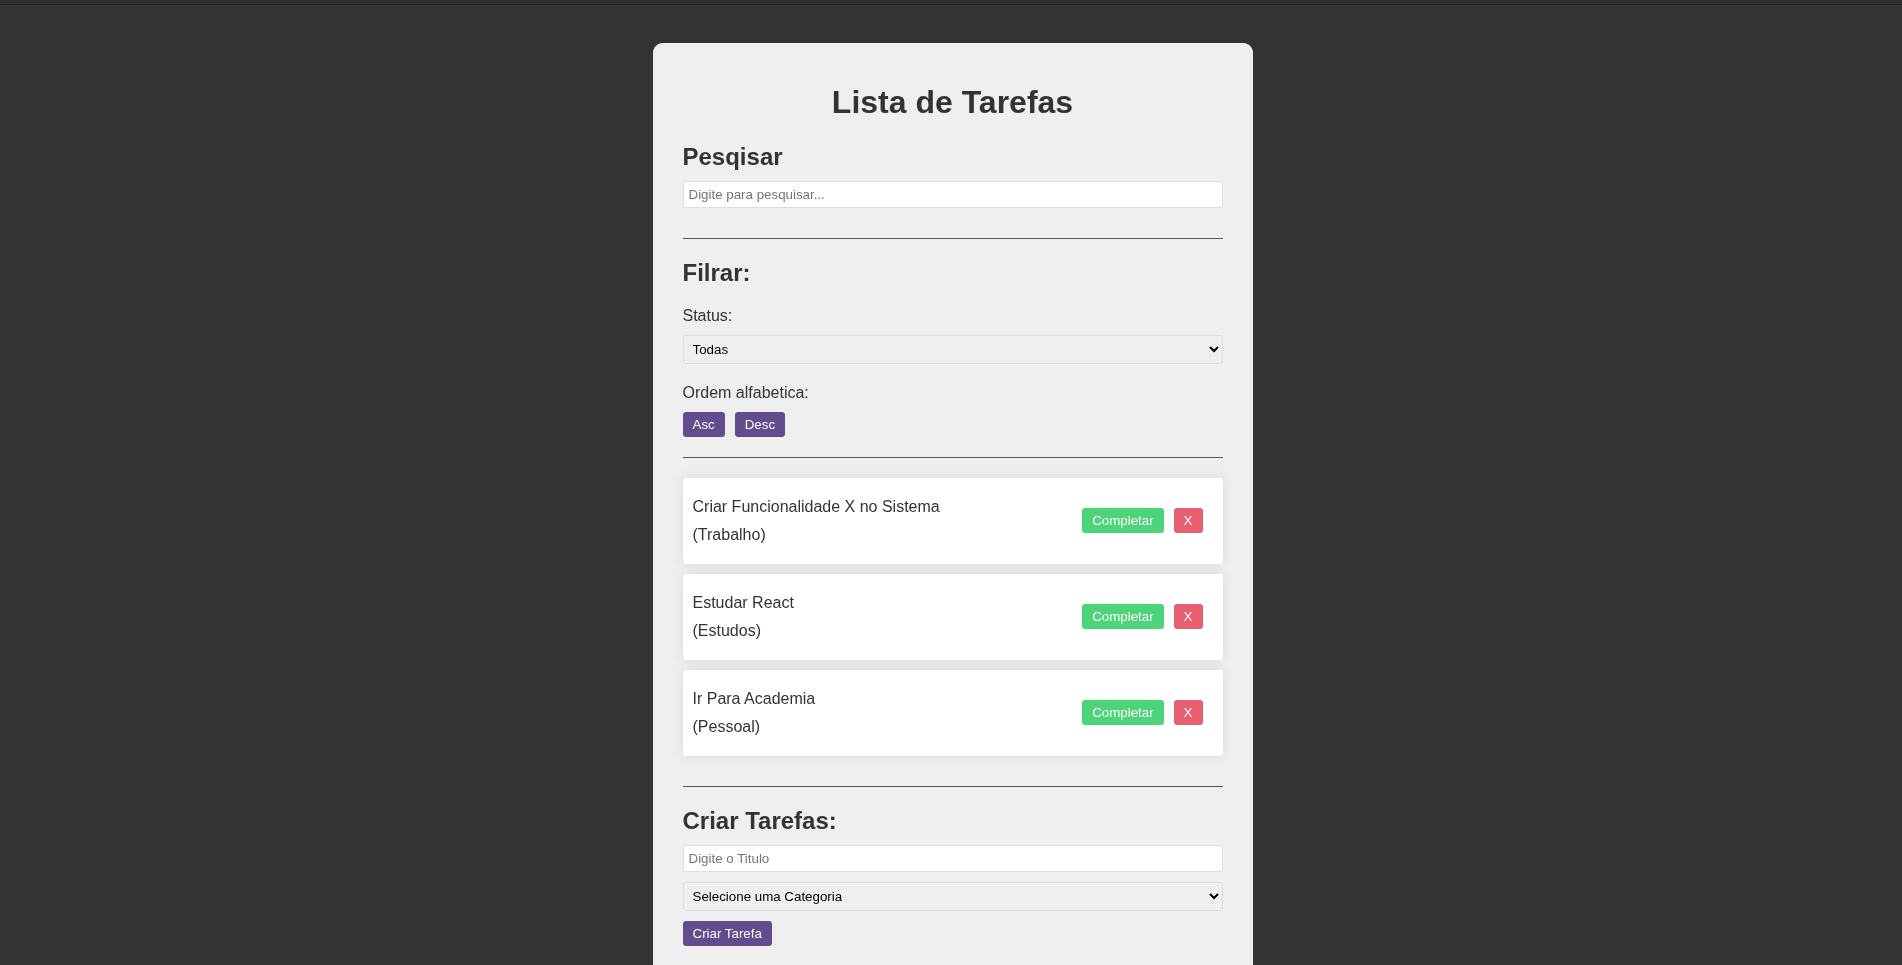 Lista de Tarefas
Pesqisar
Digite para pesquisar...
Filrar:
Status:
Todas
Ordem alfabetica:
Asc Desc
Criar Funcionalidade X no Sistema
(Trabalho)
Completar X
Estudar React
(Estudos)
Completar X
Ir Para Academia
(Pessoal)
Completar X
Criar Tarefas:
Digite o Titulo
Selecione uma Categoria
Criar Tarefa